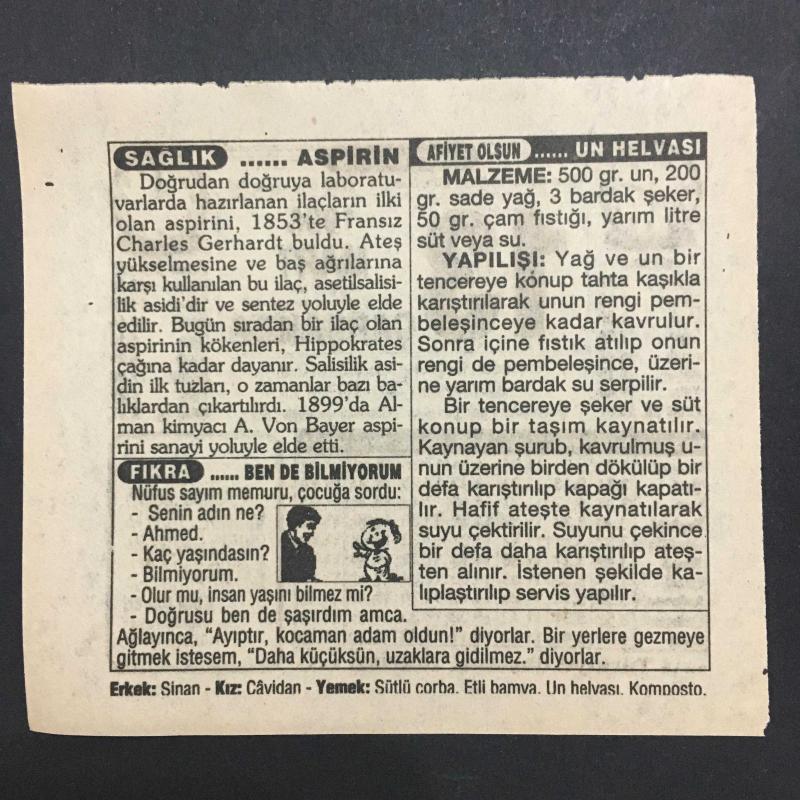 SAĞLIK ...... ASPİRİN
Doğrudan doğruya laboratu-
varlarda hazırlanan ilaçların ilki
olan aspirini, 1853'te Fransız
Charles Gerhardt buldu. Ateş
yükselmesine ve baş ağrılarına
karşı kullanılan bu ilaç, asetilsalisi-
lik asidi'dir ve sentez yoluyle elde
edilir. Bugün sıradan bir ilaç olan
aspirinin kökenleri, Hippokrates
çağına kadar dayanır. Salisilik asi-
din ilk tuzları, o zamanlar bazı ba-
lıklardan çıkartılırdı. 1899'da Al-
man kimyacı A. Von Bayer aspi-
rini sanayi yoluyle elde etti.
FIKRA ...... BEN DE BİLMİYORUM
Nüfus sayım memuru, çocuğa sordu:
- Senin adın ne?
- Ahmed.
- Kaç yaşındasın?
- Bilmiyorum.
- Olur mu, insan yaşını bilmez mi?
- Doğrusu ben de şaşırdım amca.
Ağlayınca, "Ayıptır, kocaman adam oldun!" diyorlar. Bir yerlere gezmeye
gitmek istesem, "Daha küçüksün, uzaklara gidilmez." diyorlar.
AFİYET OLSUN ...... UN HELVASI
MALZEME: 500 gr. un, 200
gr. sade yağ, 3 bardak şeker,
50 gr. çam fıstığı, yarım litre
süt veya su.
YAPILIŞI: Yağ ve un bir
tencereye konup tahta kaşıkla
karıştırılarak unun rengi pem-
beleşinceye kadar kavrulur.
Sonra içine fıstık atılıp onun
rengi de pembeleşince, üzeri-
ne yarım bardak su serpilir.
Bir tencereye şeker ve süt
konup bir taşım kaynatılır.
Kaynayan şurub, kavrulmuş u-
nun üzerine birden dökülüp bir
defa karıştırılıp kapağı kapatı-
lır. Hafif ateşte kaynatılarak
suyu çektirilir. Suyunu çekince
bir defa daha karıştırılıp ateş-
ten alınır. İstenen şekilde ka-
lıplaştırılıp servis yapılır.
Erkek: Sinan - Kız: Câvidan - Yemek: Sütlü çorba, Etli bamya, Un helvası, Komposto.